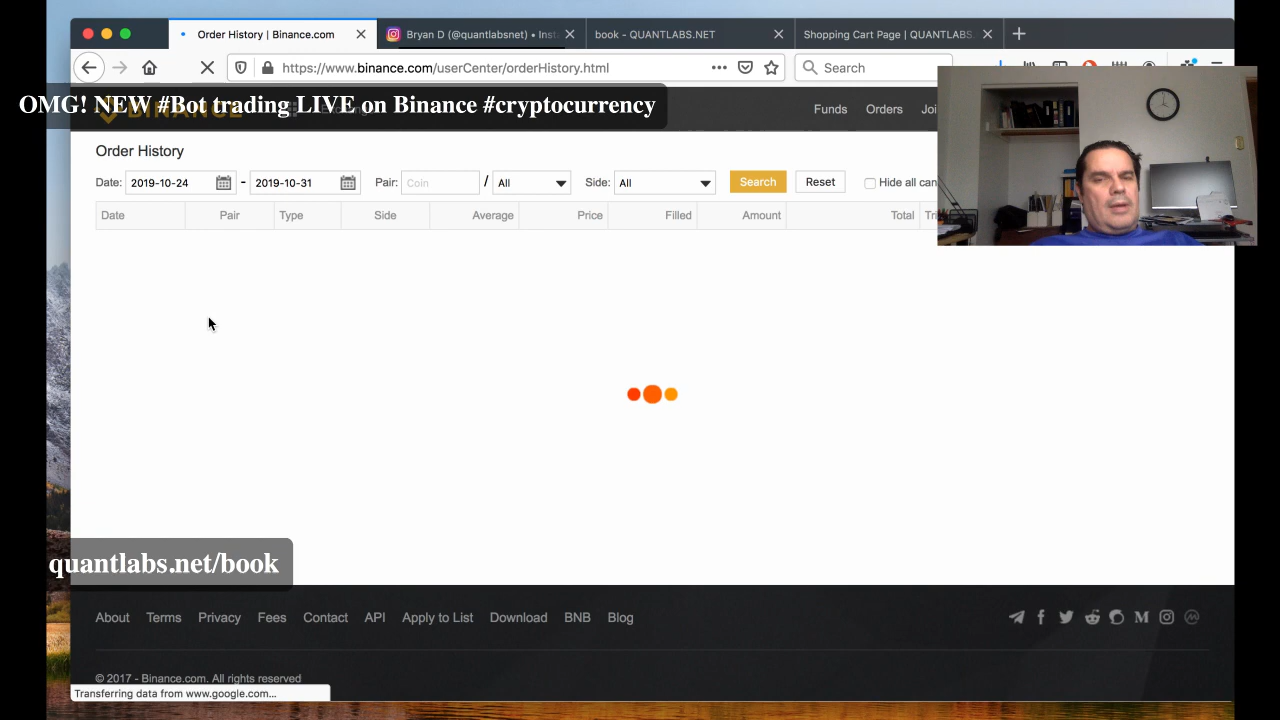 Order History | Binance.com
Bryan D (@quantlabsnet) • Inst
book - QUANTLABS.NET
Shopping Cart Page | QUANTLABS.
https://www.binance.com/userCenter/orderHistory.html
Search
OMG! NEW #Bot trading LIVE on Binance #cryptocurrency
BINANCE
Funds Orders Joi
Order History
Date: 2019-10-24 - 2019-10-31 Pair: Coin / All Side: All Search Reset Hide all can
Date Pair Type Side Average Price Filled Amount Total Tri
quantlabs.net/book
About Terms Privacy Fees Contact API Apply to List Download BNB Blog
© 2017 - Binance.com. All rights reserved
Transferring data from www.google.com...